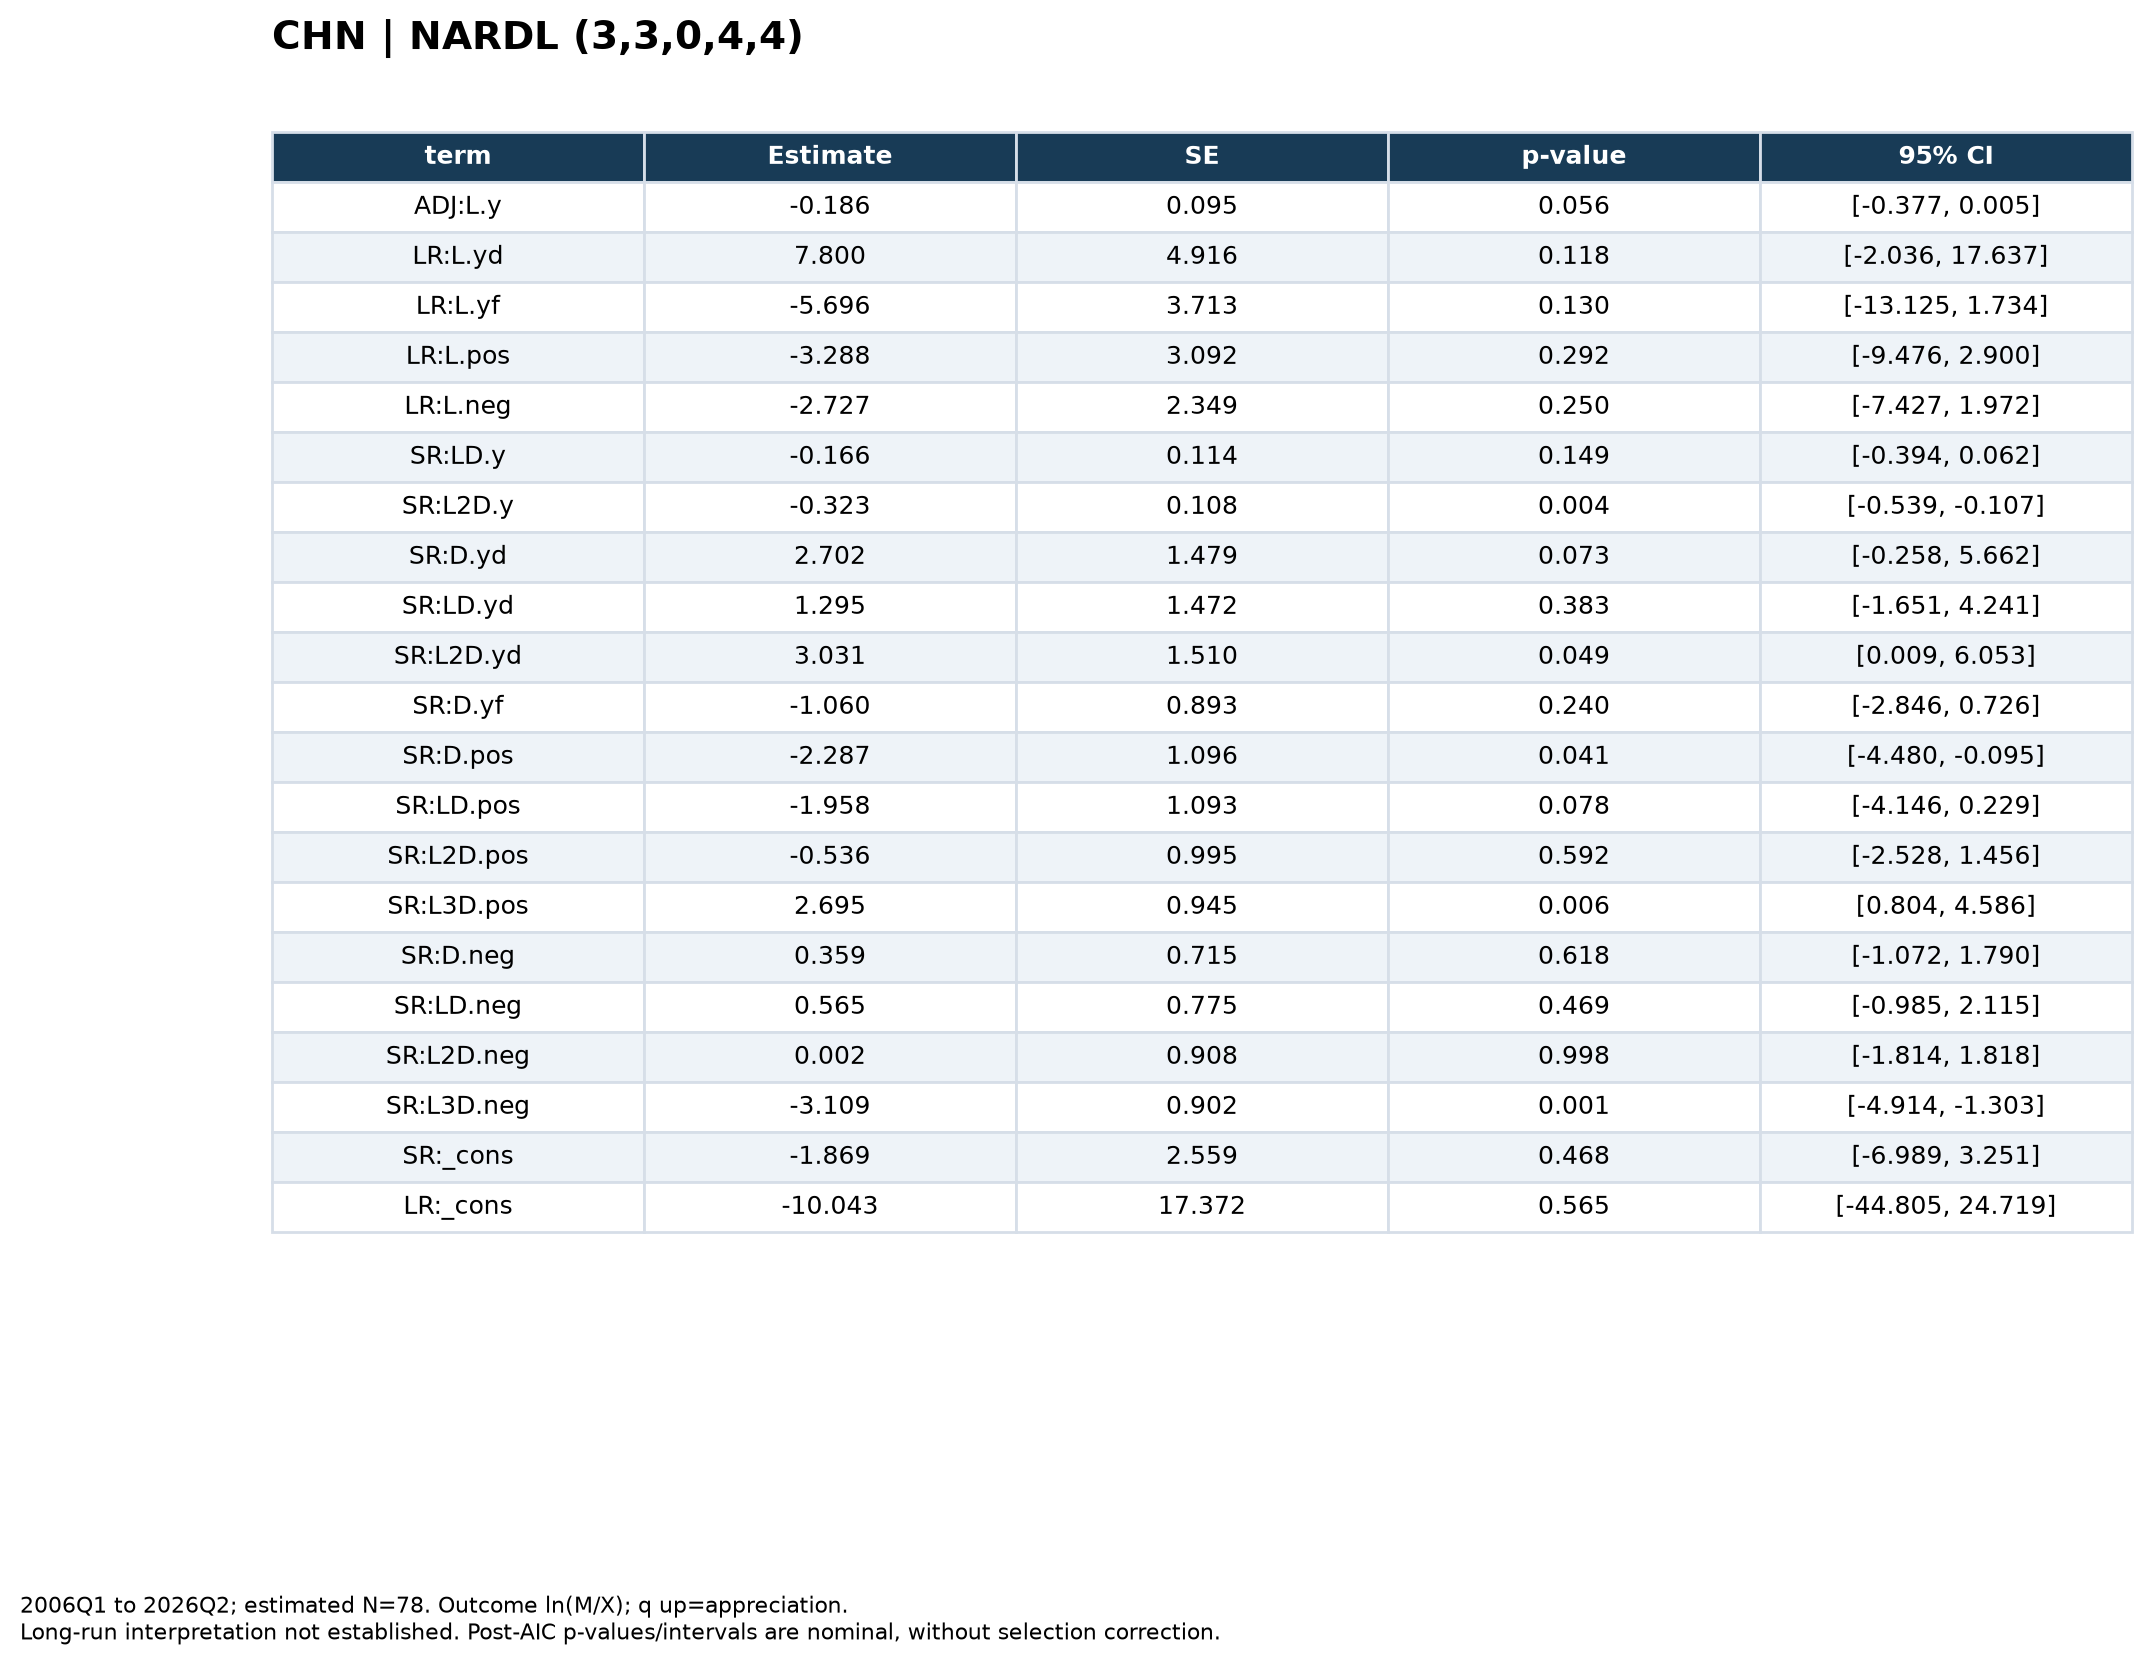 CHN | NARDL (3,3,0,4,4)
term Estimate SE p-value 95% CI
ADJ:L.y -0.186 0.095 0.056 [-0.377, 0.005]
LR:L.yd 7.800 4.916 0.118 [-2.036, 17.637]
LR:L.yf -5.696 3.713 0.130 [-13.125, 1.734]
LR:L.pos -3.288 3.092 0.292 [-9.476, 2.900]
LR:L.neg -2.727 2.349 0.250 [-7.427, 1.972]
SR:LD.y -0.166 0.114 0.149 [-0.394, 0.062]
SR:L2D.y -0.323 0.108 0.004 [-0.539, -0.107]
SR:D.yd 2.702 1.479 0.073 [-0.258, 5.662]
SR:LD.yd 1.295 1.472 0.383 [-1.651, 4.241]
SR:L2D.yd 3.031 1.510 0.049 [0.009, 6.053]
SR:D.yf -1.060 0.893 0.240 [-2.846, 0.726]
SR:D.pos -2.287 1.096 0.041 [-4.480, -0.095]
SR:LD.pos -1.958 1.093 0.078 [-4.146, 0.229]
SR:L2D.pos -0.536 0.995 0.592 [-2.528, 1.456]
SR:L3D.pos 2.695 0.945 0.006 [0.804, 4.586]
SR:D.neg 0.359 0.715 0.618 [-1.072, 1.790]
SR:LD.neg 0.565 0.775 0.469 [-0.985, 2.115]
SR:L2D.neg 0.002 0.908 0.998 [-1.814, 1.818]
SR:L3D.neg -3.109 0.902 0.001 [-4.914, -1.303]
SR:_cons -1.869 2.559 0.468 [-6.989, 3.251]
LR:_cons -10.043 17.372 0.565 [-44.805, 24.719]
2006Q1 to 2026Q2; estimated N=78. Outcome ln(M/X); q up=appreciation.
Long-run interpretation not established. Post-AIC p-values/intervals are nominal, without selection correction.